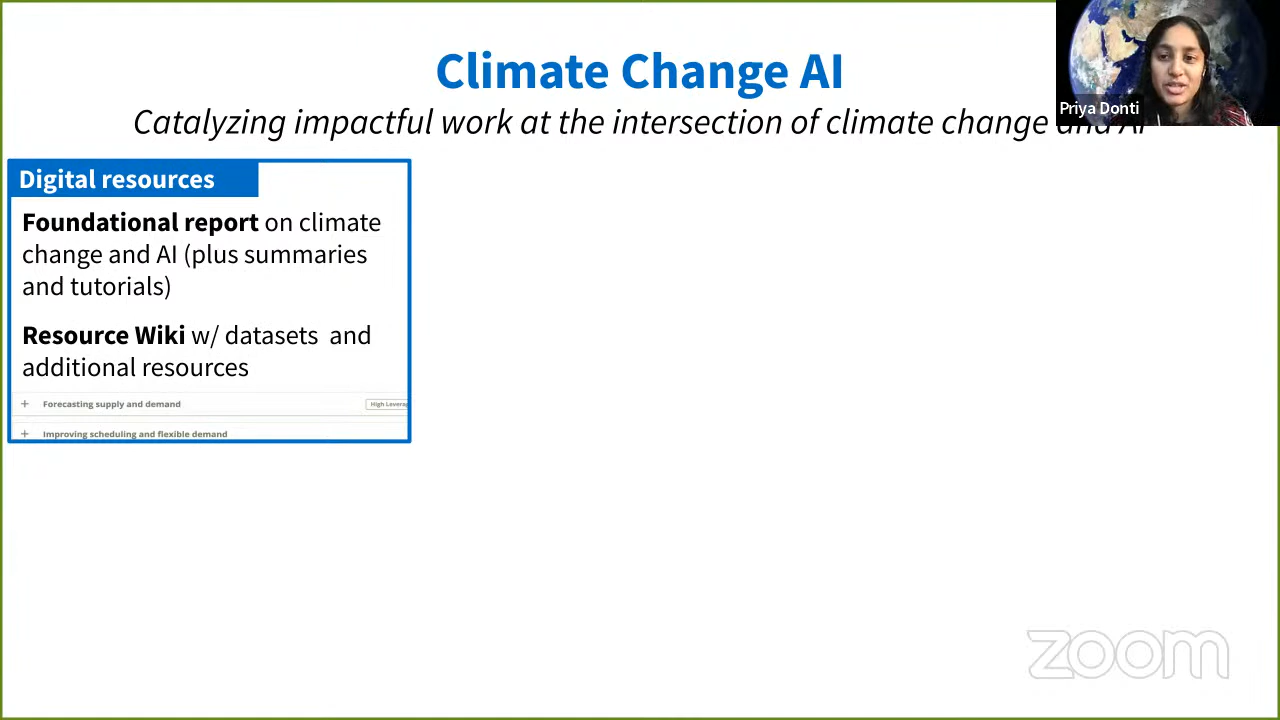 Climate Change AI
Catalyzing impactful work at the intersection of climate change and AI
Priya Donti
Digital resources
Foundational report on climate
change and AI (plus summaries
and tutorials)
Resource Wiki w/ datasets and
additional resources
+ Forecasting supply and demand
High Leverag
+ Improving scheduling and flexible demand
zoom